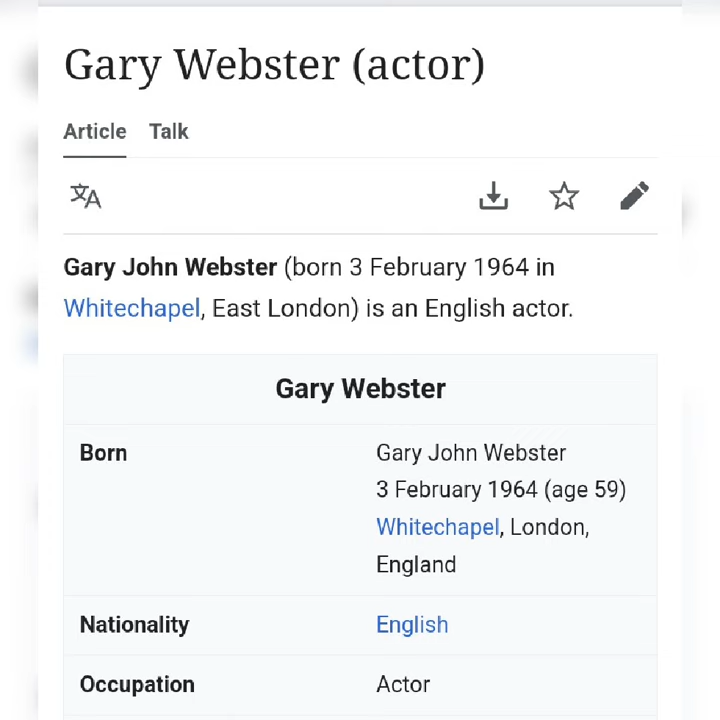 Gary Webster (actor)
Article Talk
Gary John Webster (born 3 February 1964 in
Whitechapel, East London) is an English actor.
Gary Webster
Born Gary John Webster
3 February 1964 (age 59)
Whitechapel, London,
England
Nationality English
Occupation Actor